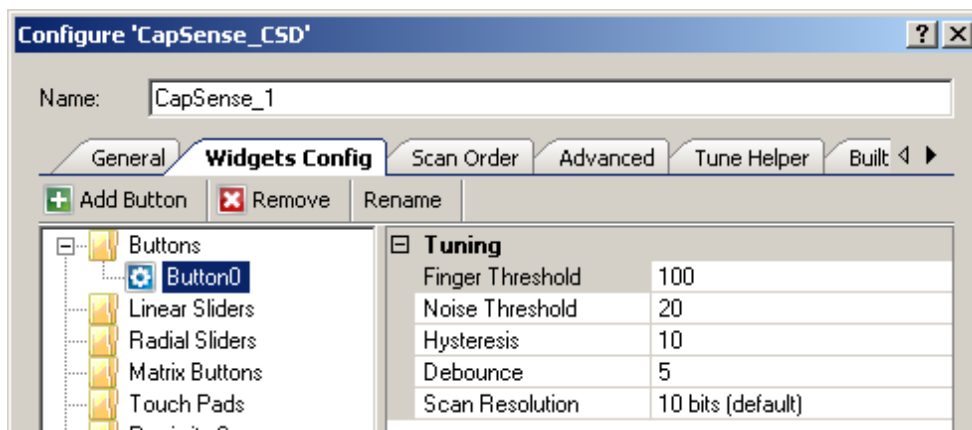 Configure 'CapSense_CSD'
Name: CapSense_1
General Widgets Config Scan Order Advanced Tune Helper Built
Add Button Remove Rename
Buttons
Button0
Linear Sliders
Radial Sliders
Matrix Buttons
Touch Pads
Tuning
Finger Threshold 100
Noise Threshold 20
Hysteresis 10
Debounce 5
Scan Resolution 10 bits (default)